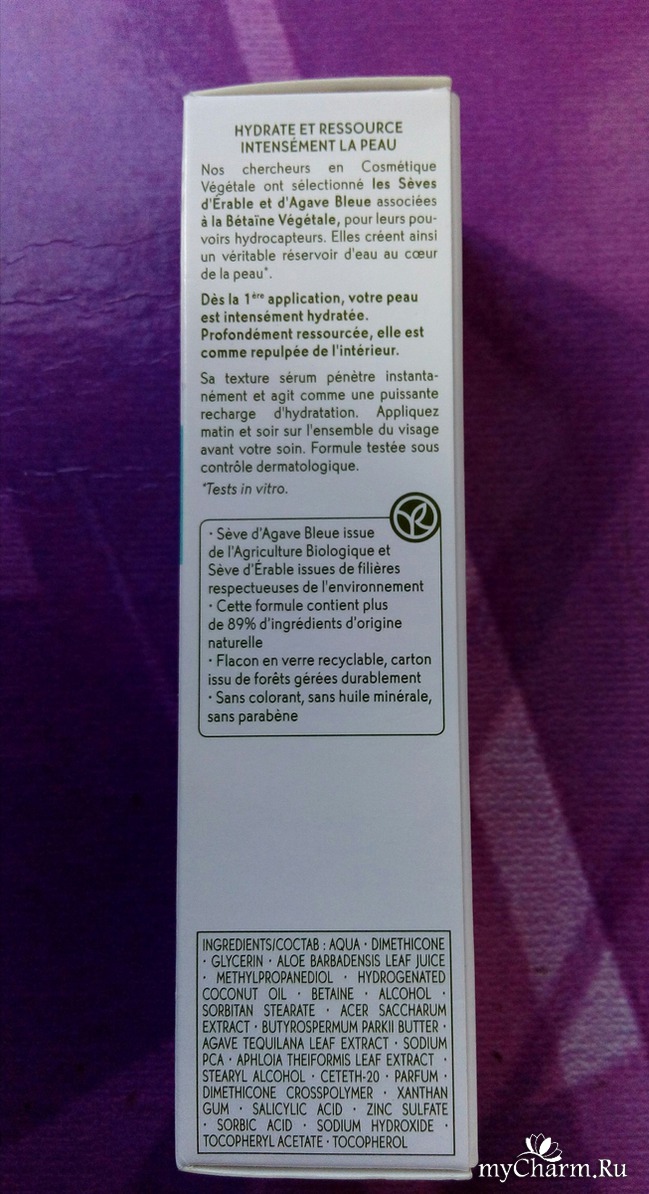 HYDRATE ET RESSOURCE
INTENSÉMENT LA PEAU
Nos chercheurs en Cosmétique
Végétale ont sélectionné les Sèves
d'Érable et d'Agave Bleue associées
à la Bétaïne Végétale, pour leurs pou-
voirs hydrocapteurs. Elles créent ainsi
un véritable réservoir d'eau au cœur
de la peau*.
Dès la 1ère application, votre peau
est intensément hydratée.
Profondément ressourcée, elle est
comme repulpée de l'intérieur.
Sa texture sérum pénètre instanta-
nément et agit comme une puissante
recharge d'hydratation. Appliquez
matin et soir sur l'ensemble du visage
avant votre soin. Formule testée sous
contrôle dermatologique.
*Tests in vitro.
· Sève d'Agave Bleue issue
de l'Agriculture Biologique et
Sève d'Érable issues de filières
respectueuses de l'environnement
· Cette formule contient plus
de 89% d'ingrédients d'origine
naturelle
· Flacon en verre recyclable, carton
issu de forêts gérées durablement
· Sans colorant, sans huile minérale,
sans parabène
INGREDIENTS/СОСТАВ : AQUA · DIMETHICONE
· GLYCERIN · ALOE BARBADENSIS LEAF JUICE
· METHYLPROPANEDIOL · HYDROGENATED
COCONUT OIL · BETAINE · ALCOHOL ·
SORBITAN STEARATE · ACER SACCHARUM
EXTRACT · BUTYROSPERMUM PARKII BUTTER ·
AGAVE TEQUILANA LEAF EXTRACT · SODIUM
PCA · APHLOIA THEIFORMIS LEAF EXTRACT ·
STEARYL ALCOHOL · CETETH-20 · PARFUM ·
DIMETHICONE CROSSPOLYMER · XANTHAN
GUM · SALICYLIC ACID · ZINC SULFATE
· SORBIC ACID · SODIUM HYDROXIDE ·
TOCOPHERYL ACETATE · TOCOPHEROL
myCharm.Ru